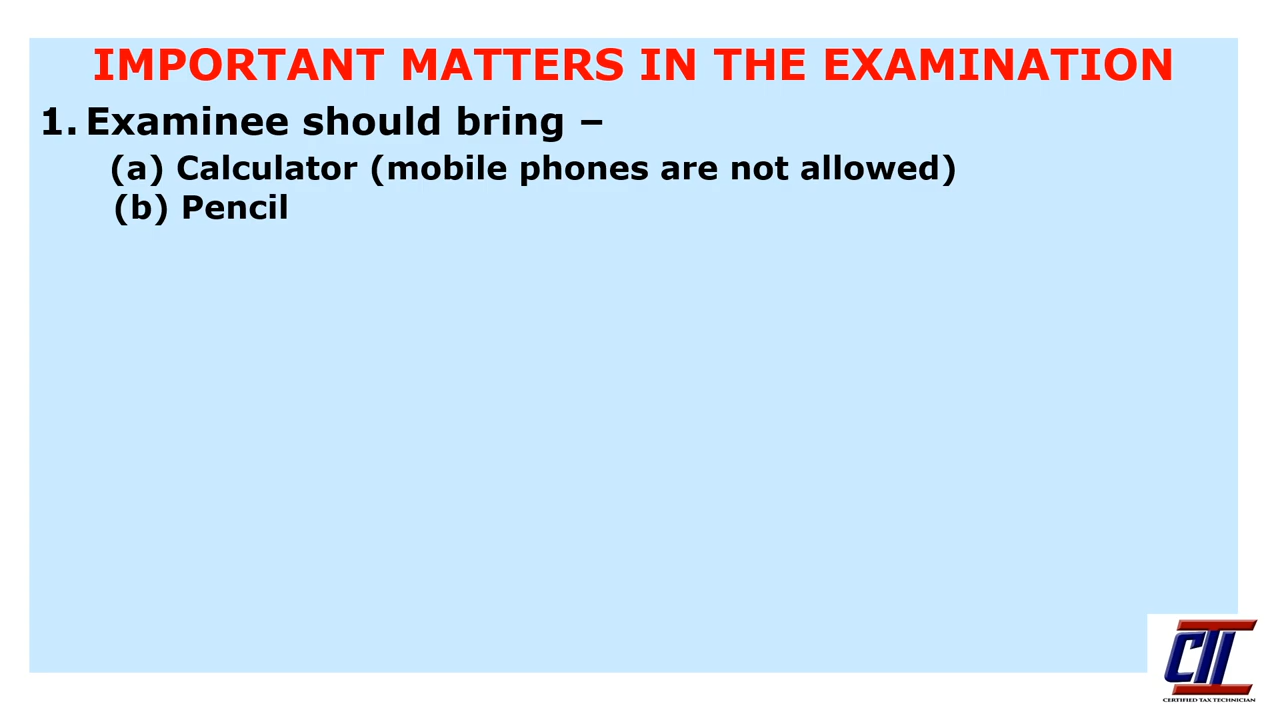 IMPORTANT MATTERS IN THE EXAMINATION
1. Examinee should bring –
(a) Calculator (mobile phones are not allowed)
(b) Pencil
CTT
CERTIFIED TAX TECHNICIAN